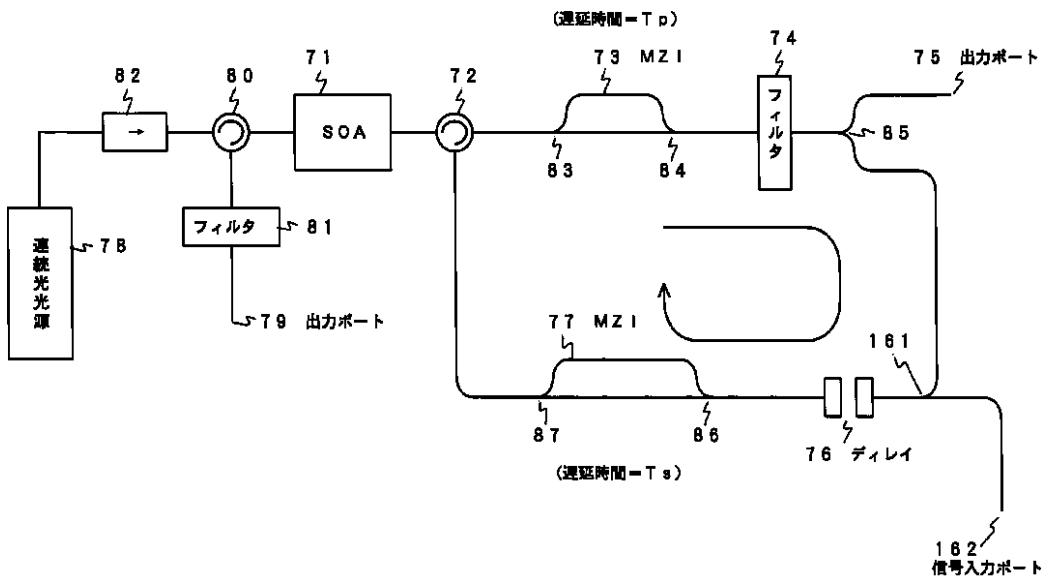 (遅延時間=Tp)
82
80
71
72
73 MZI
74
75 出力ポート
→
SOA
フィルタ
83
84
85
フィルタ
81
78
連続光光源
79 出力ポート
77 MZI
161
87
86
76 ディレイ
(遅延時間=Ts)
162
信号入力ポート